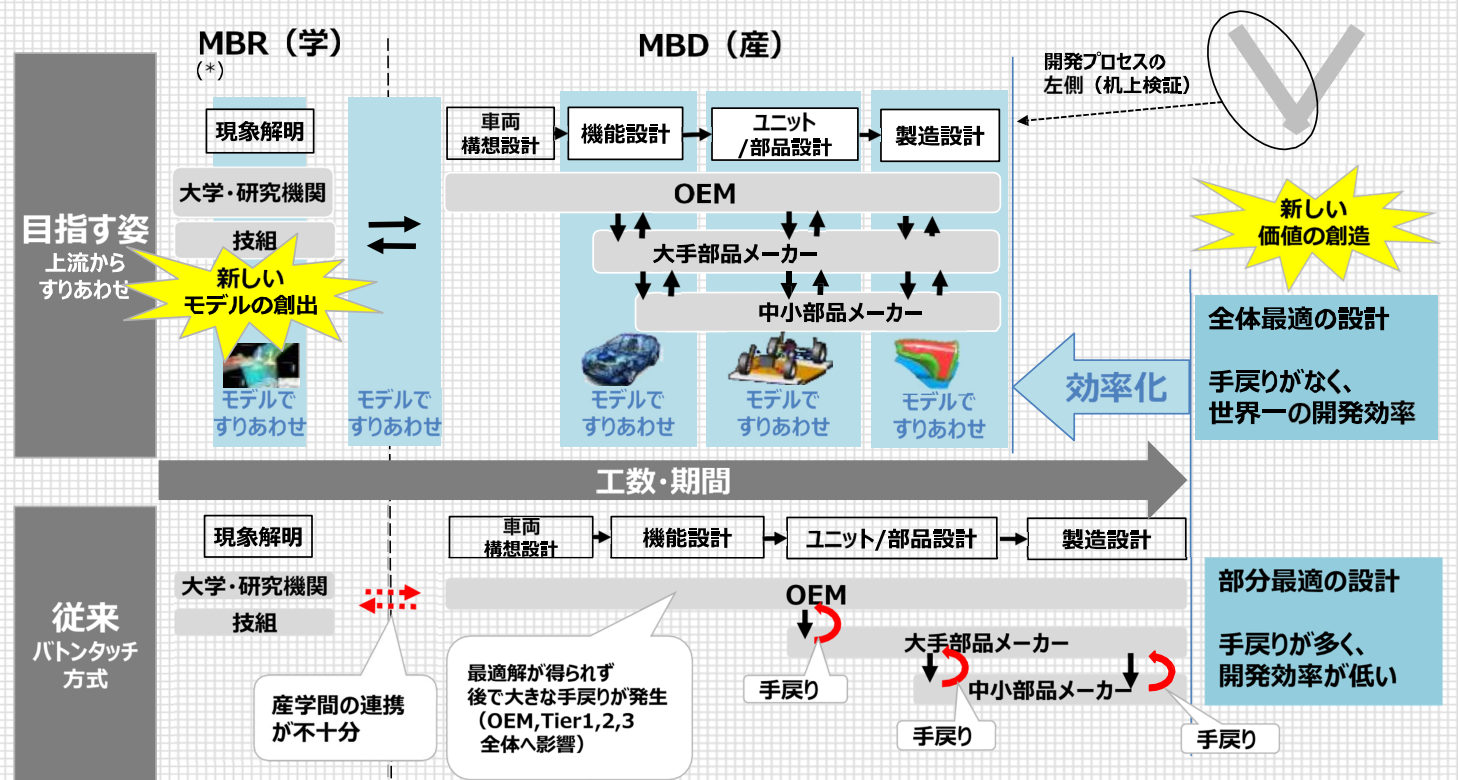 MBR（学）
(*)
MBD（産）
開発プロセスの
左側（机上検証）
目指す姿
上流から
すりあわせ
現象解明
大学・研究機関
技組
新しい
モデルの創出
モデルで
すりあわせ
モデルで
すりあわせ
車両
構想設計
機能設計
ユニット
/部品設計
製造設計
OEM
大手部品メーカー
中小部品メーカー
モデルで
すりあわせ
モデルで
すりあわせ
モデルで
すりあわせ
新しい
価値の創造
効率化
全体最適の設計
手戻りがなく、
世界一の開発効率
工数・期間
従来
バトンタッチ
方式
現象解明
大学・研究機関
技組
産学間の連携
が不十分
車両
構想設計
機能設計
ユニット/部品設計
製造設計
OEM
大手部品メーカー
中小部品メーカー
最適解が得られず
後で大きな手戻りが発生
（OEM,Tier1,2,3
全体へ影響）
手戻り
手戻り
手戻り
部分最適の設計
手戻りが多く、
開発効率が低い